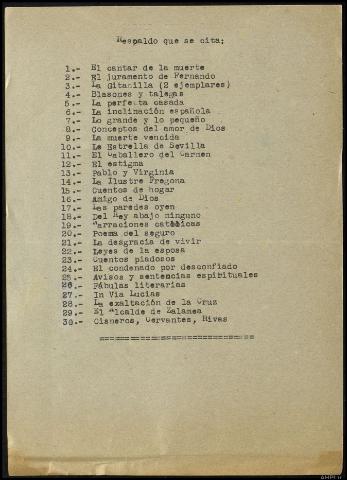 Respaldo que se cita;
1.- El cantar de la muerte
2.- El juramento de Fernando
3.- La Gitanilla (2 ejemplares)
4.- Blasones y talegas
5.- La perfecta casada
6.- La inclinación española
7.- Lo grande y lo pequeño
8.- Conceptos del amor de Dios
9.- La muerte vencida
10.- Le Estrella de Sevilla
11.- El Caballero del Carmen
12.- El estigma
13.- Pablo y Virginia
14.- La Ilustre Fregona
15.- Cuentos de hogar
16.- Amigo de Dios
17.- Las paredes oyen
18.- Del Rey abajo ninguno
19.- Narraciones católicas
20.- Poema del seguro
21.- La desgracia de vivir
22.- Leyes de la esposa
23.- Cuentos piadosos
24.- El condenado por desconfiado
25.- Avisos y sentencias espirituales
26.- Fábulas literarias
27.- In Via Lucias
28.- La exaltación de la Cruz
29.- El Alcalde de Zalamea
30.- Cisneros, Cervantes, Rivas
================================